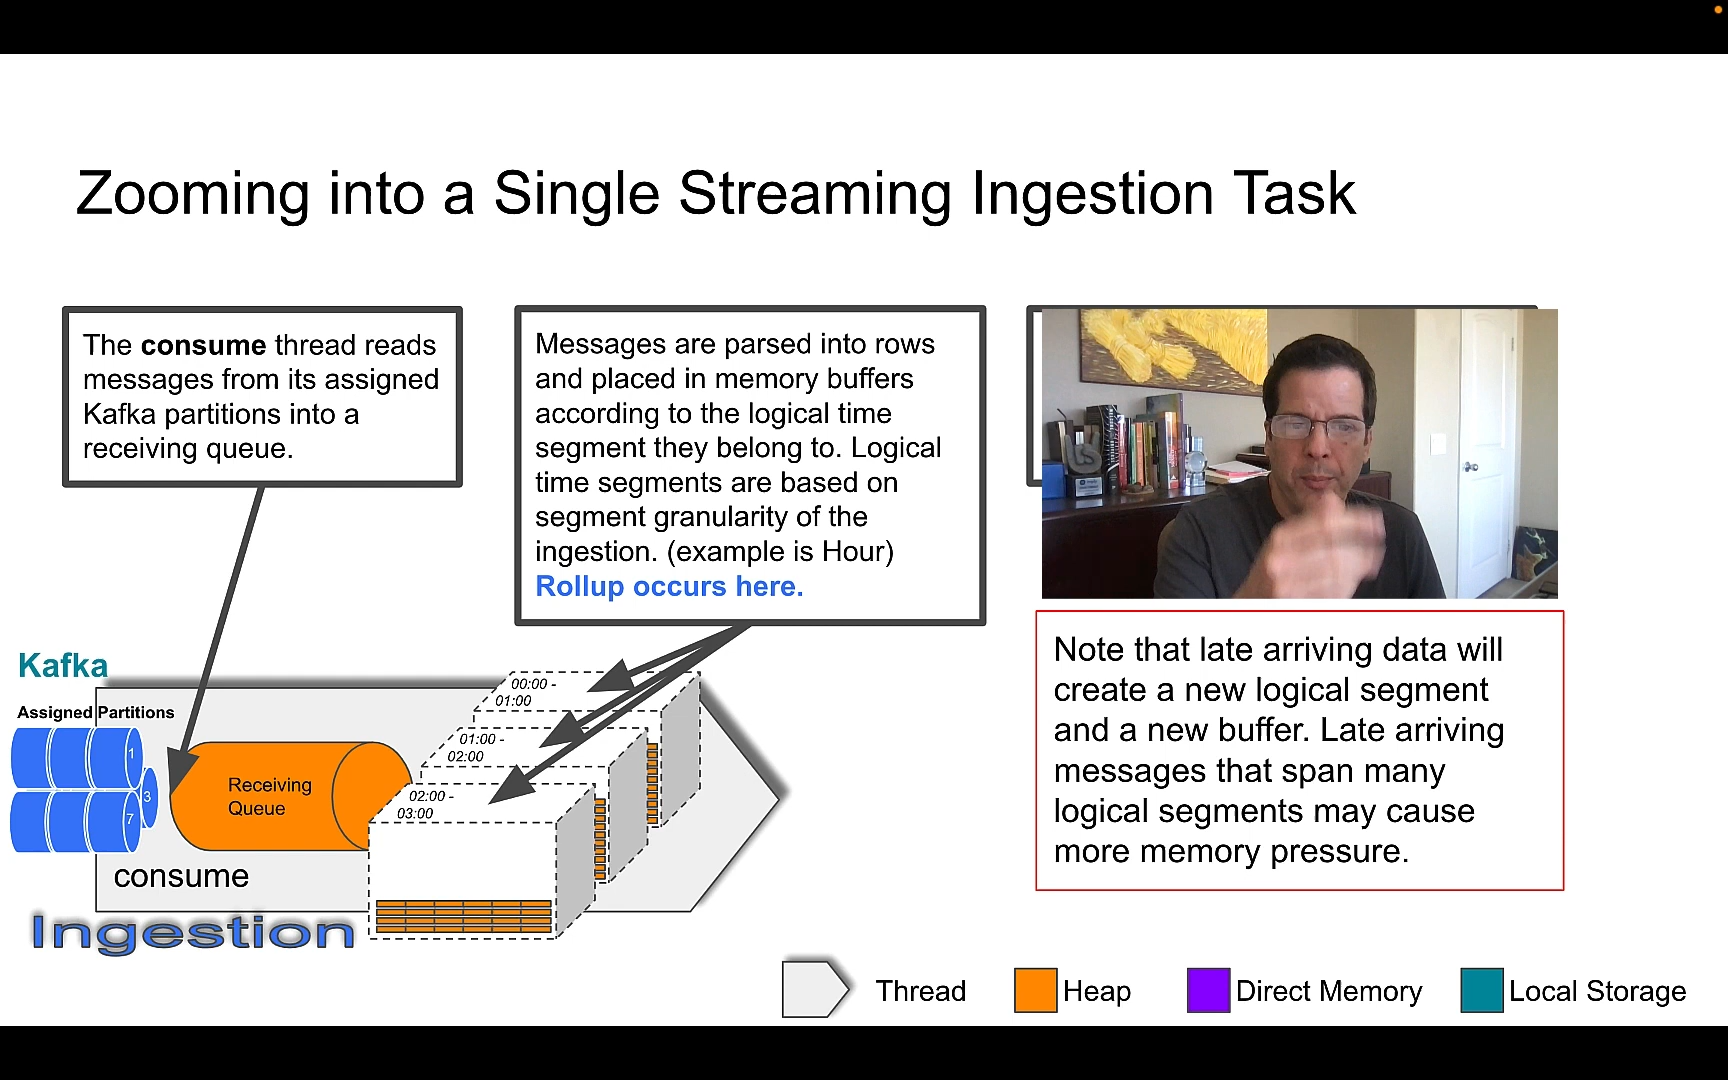 Zooming into a Single Streaming Ingestion Task
The consume thread reads
messages from its assigned
Kafka partitions into a
receiving queue.
Messages are parsed into rows
and placed in memory buffers
according to the logical time
segment they belong to. Logical
time segments are based on
segment granularity of the
ingestion. (example is Hour)
Rollup occurs here.
Note that late arriving data will
create a new logical segment
and a new buffer. Late arriving
messages that span many
logical segments may cause
more memory pressure.
Kafka
Assigned Partitions
1
3
7
Receiving
Queue
consume
00:00 -
01:00
01:00 -
02:00
02:00 -
03:00
Ingestion
Thread
Heap
Direct Memory
Local Storage